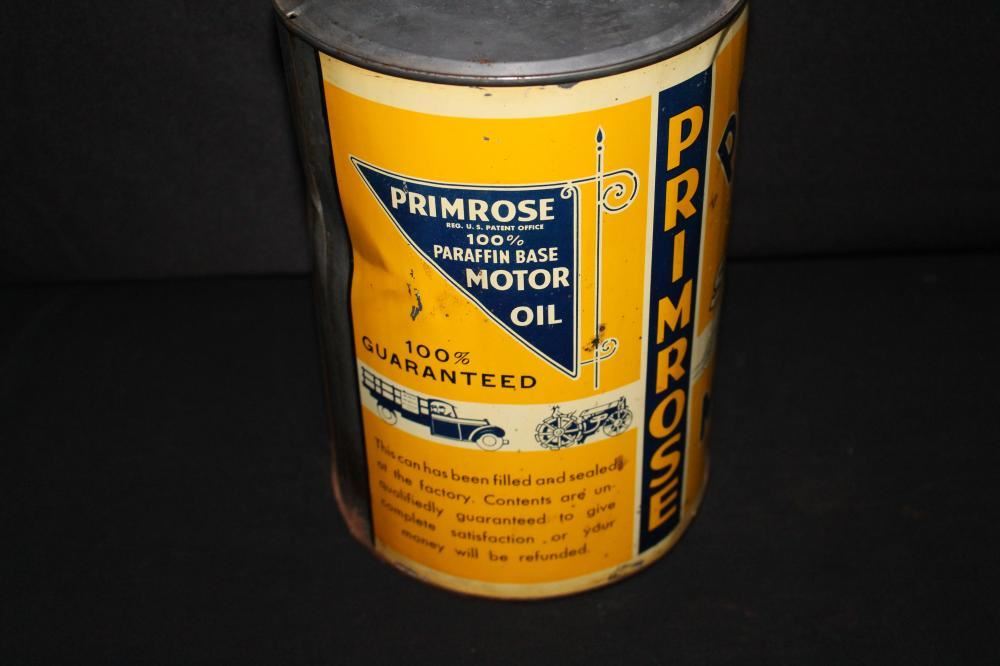 PRIMROSE
REG. U. S. PATENT OFFICE
100%
PARAFFIN BASE
MOTOR
OIL
100%
GUARANTEED
This can has been filled and sealed
at the factory. Contents are un-
qualifiedly guaranteed to give
complete satisfaction or your
money will be refunded.
PRIMROSE